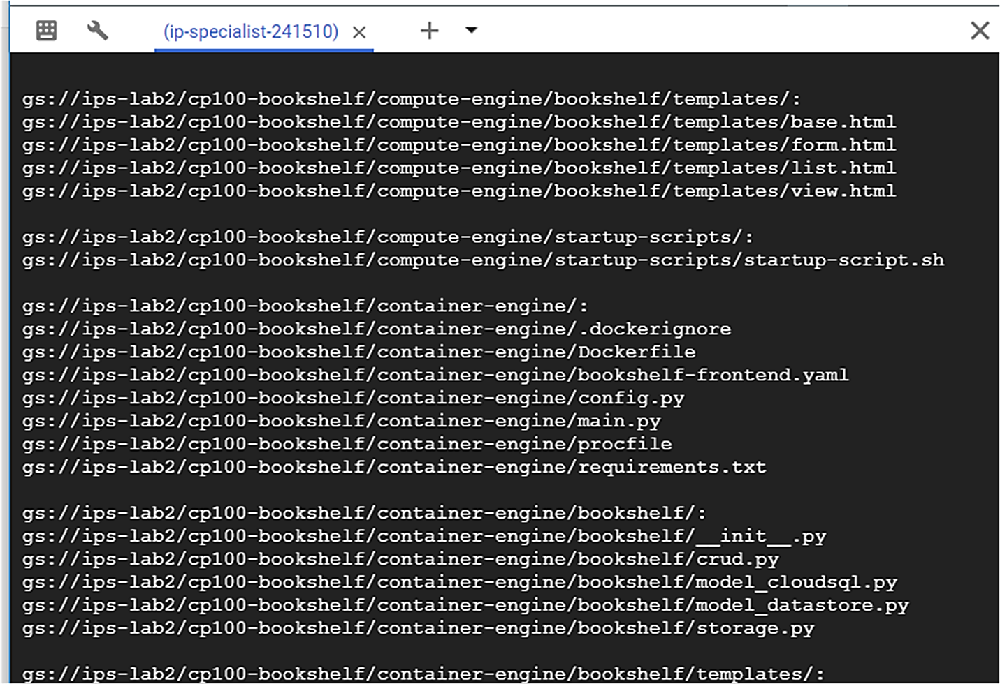 (ip-specialist-241510)
gs://ips-lab2/cp100-bookshelf/compute-engine/bookshelf/templates/:
gs://ips-lab2/cp100-bookshelf/compute-engine/bookshelf/templates/base.html
gs://ips-lab2/cp100-bookshelf/compute-engine/bookshelf/templates/form.html
gs://ips-lab2/cp100-bookshelf/compute-engine/bookshelf/templates/list.html
gs://ips-lab2/cp100-bookshelf/compute-engine/bookshelf/templates/view.html
gs://ips-lab2/cp100-bookshelf/compute-engine/startup-scripts/:
gs://ips-lab2/cp100-bookshelf/compute-engine/startup-scripts/startup-script.sh
gs://ips-lab2/cp100-bookshelf/container-engine/:
gs://ips-lab2/cp100-bookshelf/container-engine/.dockerignore
gs://ips-lab2/cp100-bookshelf/container-engine/Dockerfile
gs://ips-lab2/cp100-bookshelf/container-engine/bookshelf-frontend.yaml
gs://ips-lab2/cp100-bookshelf/container-engine/config.py
gs://ips-lab2/cp100-bookshelf/container-engine/main.py
gs://ips-lab2/cp100-bookshelf/container-engine/procfile
gs://ips-lab2/cp100-bookshelf/container-engine/requirements.txt
gs://ips-lab2/cp100-bookshelf/container-engine/bookshelf/:
gs://ips-lab2/cp100-bookshelf/container-engine/bookshelf/__init__.py
gs://ips-lab2/cp100-bookshelf/container-engine/bookshelf/crud.py
gs://ips-lab2/cp100-bookshelf/container-engine/bookshelf/model_cloudsql.py
gs://ips-lab2/cp100-bookshelf/container-engine/bookshelf/model_datastore.py
gs://ips-lab2/cp100-bookshelf/container-engine/bookshelf/storage.py
gs://ips-lab2/cp100-bookshelf/container-engine/bookshelf/templates/: